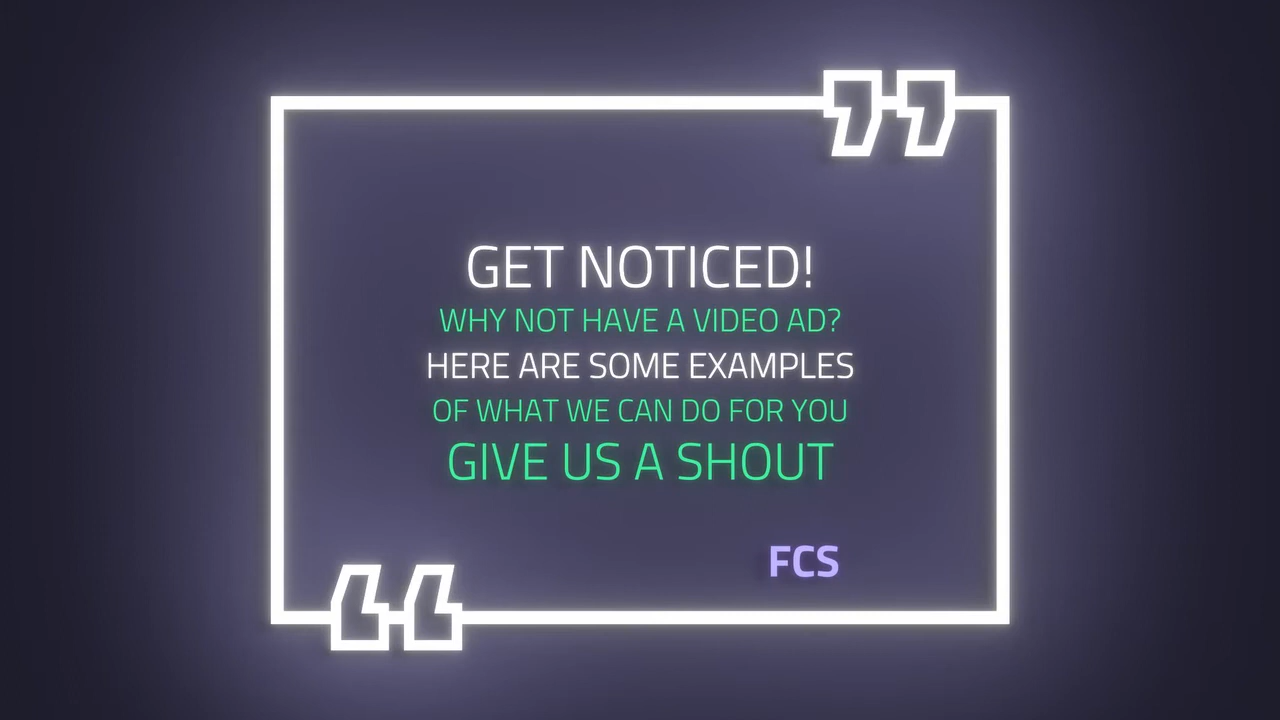 GET NOTICED!
WHY NOT HAVE A VIDEO AD?
HERE ARE SOME EXAMPLES
OF WHAT WE CAN DO FOR YOU
GIVE US A SHOUT
FCS